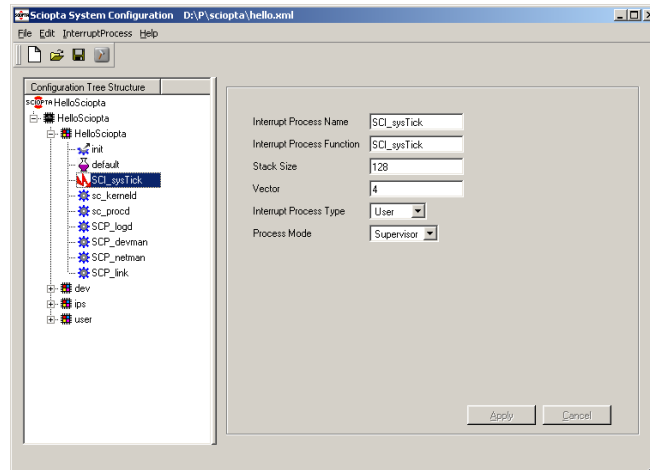 Sciopta System Configuration D:\P\sciopta\hello.xml
File Edit InterruptProcess Help
Configuration Tree Structure
SCIOPTA HelloSciopta
HelloSciopta
HelloSciopta
init
default
SCI_sysTick
sc_kerneld
sc_procd
SCP_logd
SCP_devman
SCP_netman
SCP_link
dev
ips
user
Interrupt Process Name SCI_sysTick
Interrupt Process Function SCI_sysTick
Stack Size 128
Vector 4
Interrupt Process Type User
Process Mode Supervisor
Apply Cancel